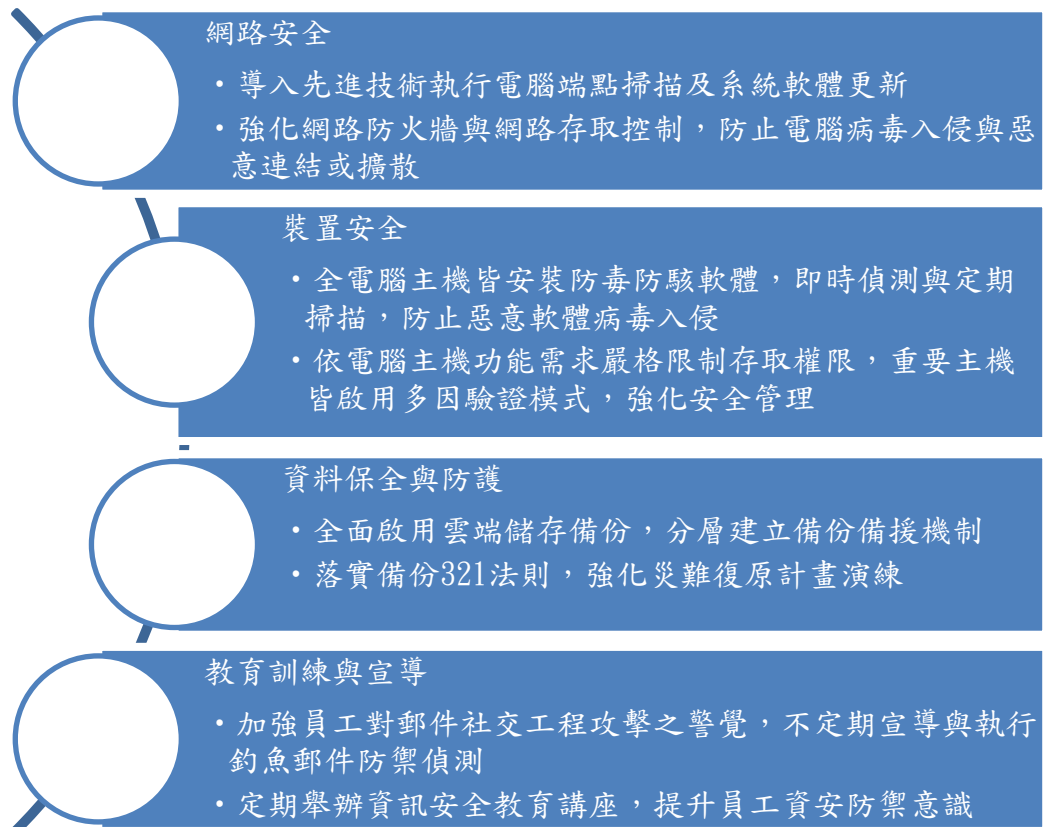 網路安全
・導入先進技術執行電腦端點掃描及系統軟體更新
・強化網路防火牆與網路存取控制，防止電腦病毒入侵與惡
意連結或擴散
裝置安全
・全電腦主機皆安裝防毒防駭軟體，即時偵測與定期
掃描，防止惡意軟體病毒入侵
・依電腦主機功能需求嚴格限制存取權限，重要主機
皆啟用多因驗證模式，強化安全管理
資料保全與防護
・全面啟用雲端儲存備份，分層建立備份備援機制
・落實備份321法則，強化災難復原計畫演練
教育訓練與宣導
・加強員工對郵件社交工程攻擊之警覺，不定期宣導與執行
釣魚郵件防禦偵測
・定期舉辦資訊安全教育講座，提升員工資安防禦意識